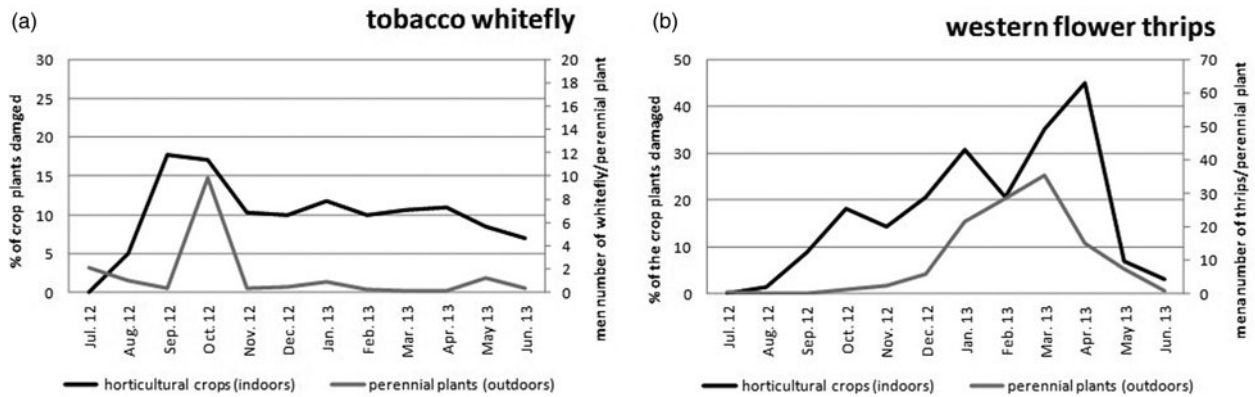 (a)
tobacco whitefly
% of crop plants damged
30
25
20
15
10
5
0
20
18
16
14
12
10
8
6
4
2
0
men number of whitefly/perennial plant
Jul. 12
Aug. 12
Sep. 12
Oct. 12
Nov. 12
Dec. 12
Jan. 13
Feb. 13
Mar. 13
Apr. 13
May 13
Jun. 13
horticultural crops (indoors)
perennial plants (outdoors)
(b)
western flower thrips
% of the crop plants damaged
50
40
30
20
10
0
70
60
50
40
30
20
10
0
mena number of thrips/perennial plant
Jul. 12
Aug. 12
Sep. 12
Oct. 12
Nov. 12
Dec. 12
Jan. 13
Feb. 13
Mar. 13
Apr. 13
May 13
Jun. 13
horticultural crops (indoors)
perennial plants (outdoors)